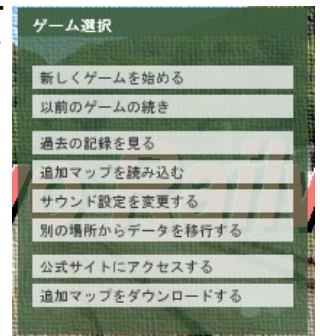 ゲーム選択
新しくゲームを始める
以前のゲームの続き
過去の記録を見る
追加マップを読み込む
サウンド設定を変更する
別の場所からデータを移行する
公式サイトにアクセスする
追加マップをダウンロードする